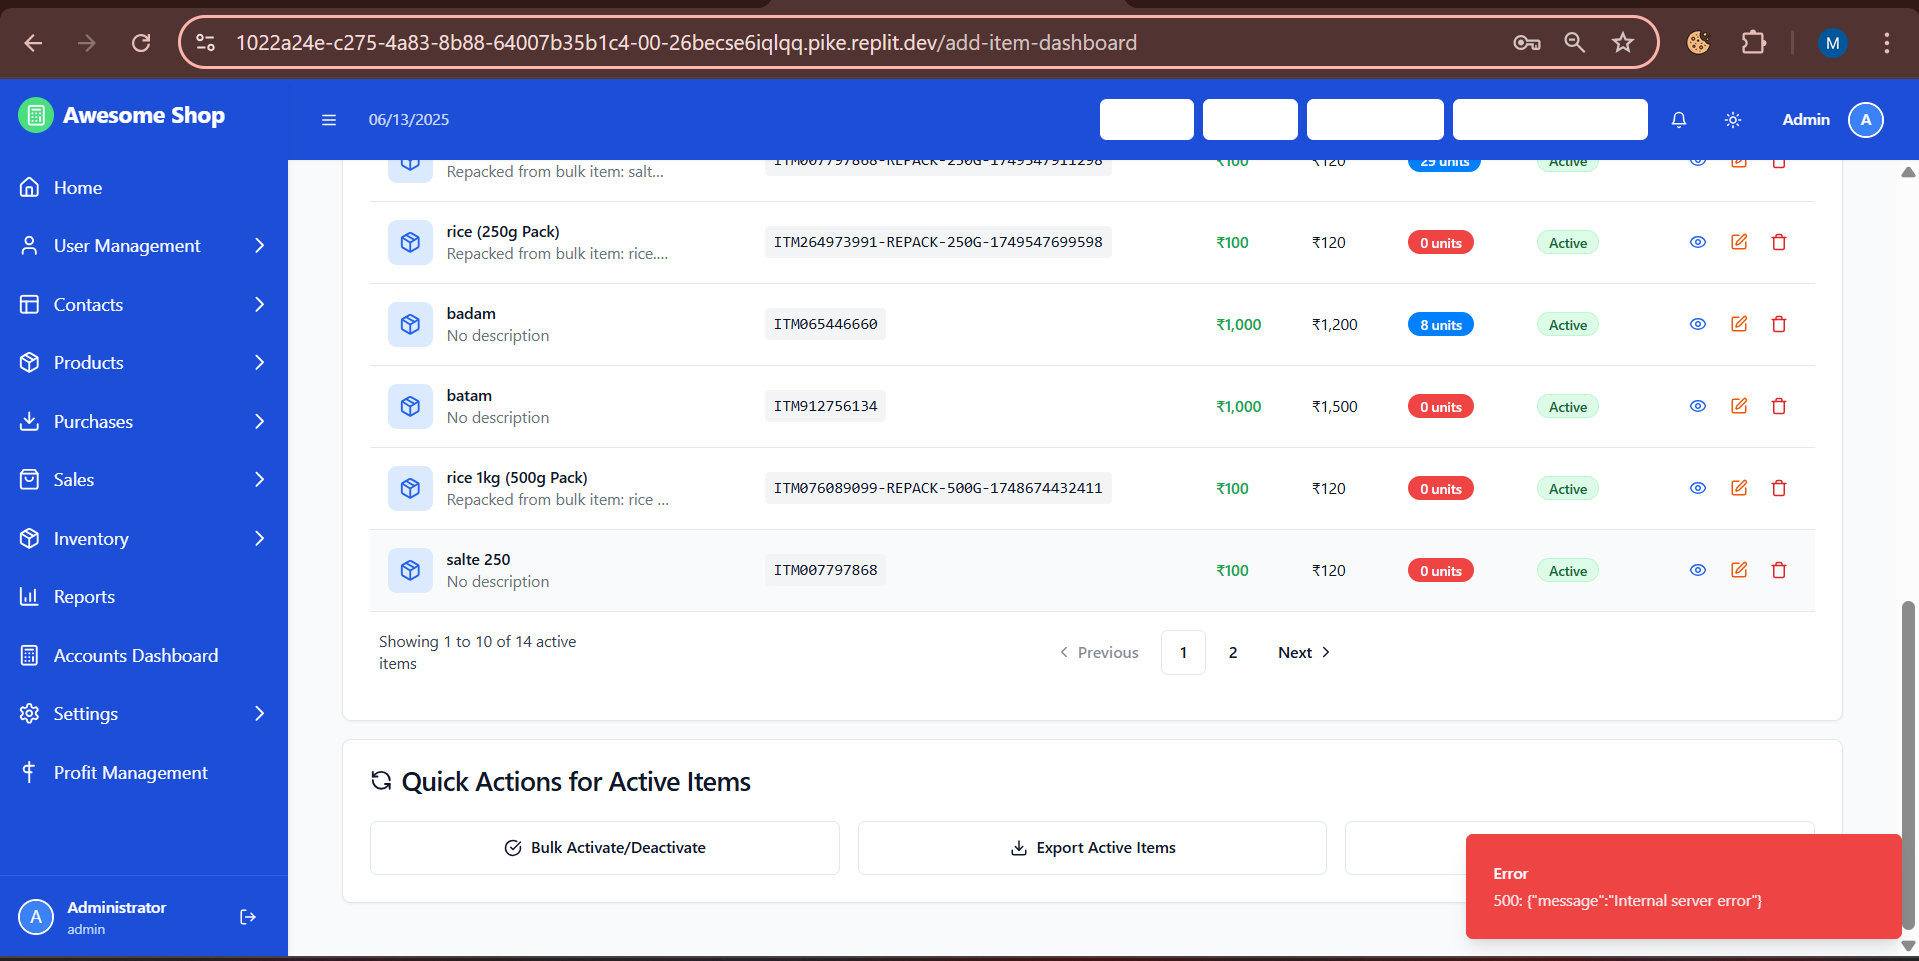 1022a24e-c275-4a83-8b88-64007b35b1c4-00-26becse6iqlqq.pike.replit.dev/add-item-dashboard
M
Awesome Shop
06/13/2025
Admin
A
Home
User Management
Contacts
Products
Purchases
Sales
Inventory
Reports
Accounts Dashboard
Settings
Profit Management
A
Administrator
admin
ITM007797868-REPACK-250G-1749547911298
₹100
₹120
29 units
Active
Repacked from bulk item: salt...
rice (250g Pack)
Repacked from bulk item: rice....
ITM264973991-REPACK-250G-1749547699598
₹100
₹120
0 units
Active
badam
No description
ITM065446660
₹1,000
₹1,200
8 units
Active
batam
No description
ITM912756134
₹1,000
₹1,500
0 units
Active
rice 1kg (500g Pack)
Repacked from bulk item: rice ...
ITM076089099-REPACK-500G-1748674432411
₹100
₹120
0 units
Active
salte 250
No description
ITM007797868
₹100
₹120
0 units
Active
Showing 1 to 10 of 14 active
items
Previous
1
2
Next
Quick Actions for Active Items
Bulk Activate/Deactivate
Export Active Items
Error
500: {"message":"Internal server error"}